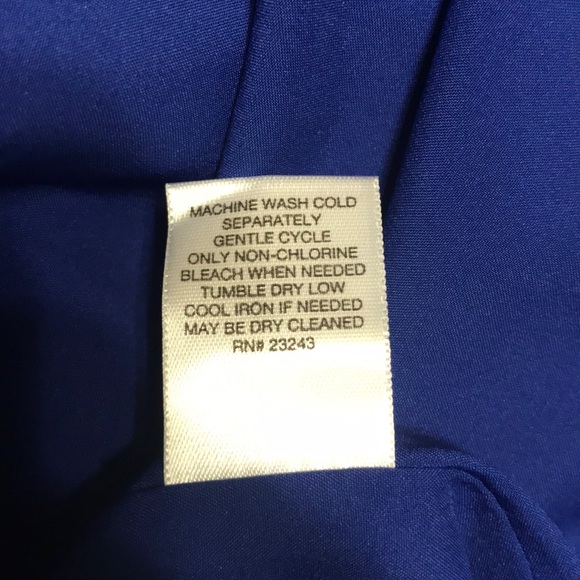 MACHINE WASH COLD
SEPARATELY
GENTLE CYCLE
ONLY NON-CHLORINE
BLEACH WHEN NEEDED
TUMBLE DRY LOW
COOL IRON IF NEEDED
MAY BE DRY CLEANED
RN# 23243